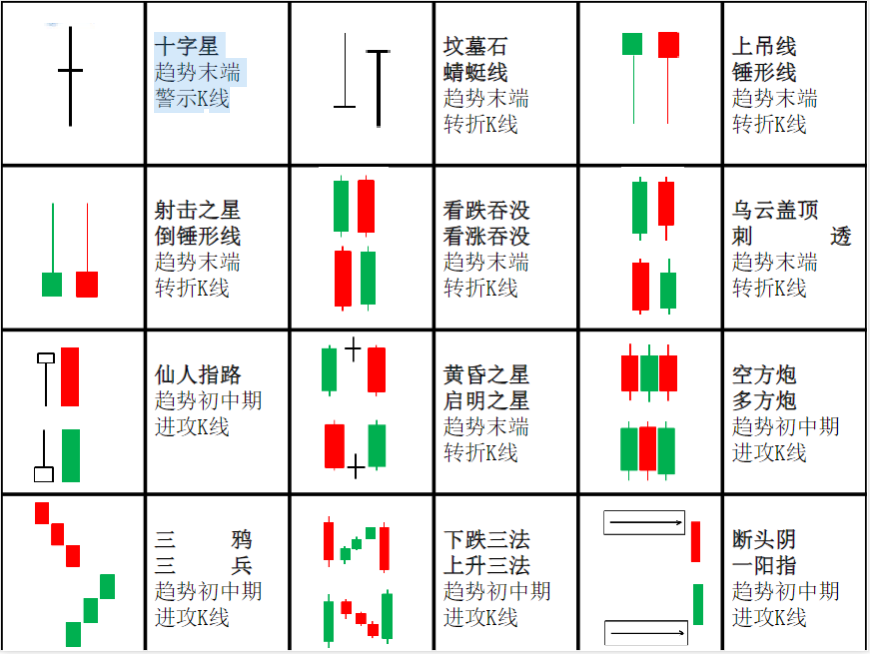 十字星
趋势末端
警示K线
坟墓石
蜻蜓线
趋势末端
转折K线
上吊线
锤形线
趋势末端
转折K线
射击之星
倒锤形线
趋势末端
转折K线
看跌吞没
看涨吞没
趋势末端
转折K线
乌云盖顶
刺 透
趋势末端
转折K线
仙人指路
趋势初中期
进攻K线
黄昏之星
启明之星
趋势末端
转折K线
空方炮
多方炮
趋势初中期
进攻K线
三 鸦
三 兵
趋势初中期
进攻K线
下跌三法
上升三法
趋势初中期
进攻K线
断头阴
一阳指
趋势初中期
进攻K线